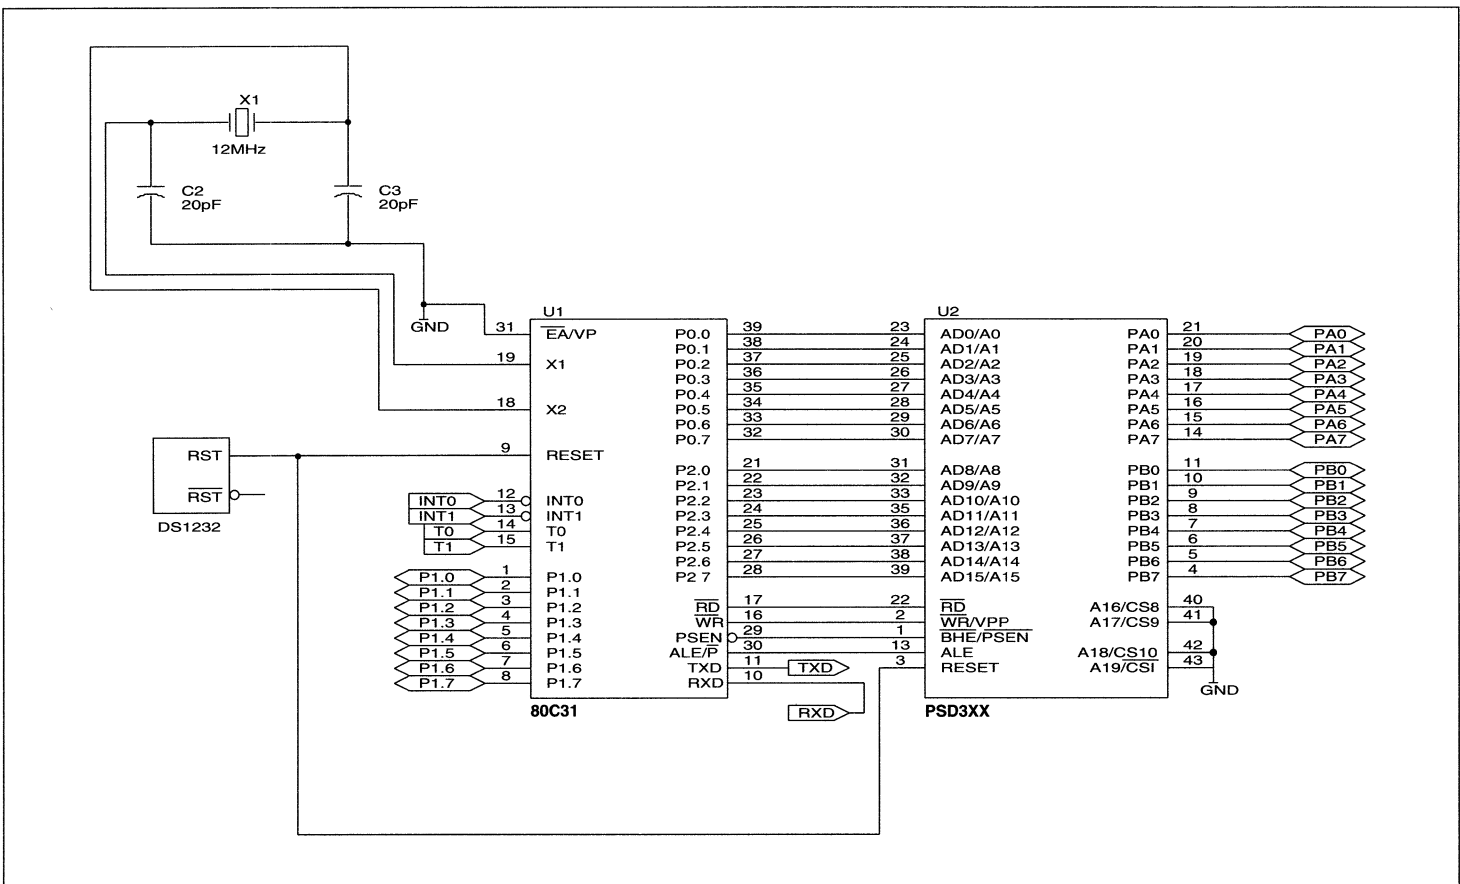 X1
12MHz
C2
20pF
C3
20pF
GND
U1
31 EA/VP
19 X1
18 X2
9 RESET
RST
RST
DS1232
INT0 12 INT0
INT1 13 INT1
T0 14 T0
T1 15 T1
P1.0 1 P1.0
P1.1 2 P1.1
P1.2 3 P1.2
P1.3 4 P1.3
P1.4 5 P1.4
P1.5 6 P1.5
P1.6 7 P1.6
P1.7 8 P1.7
P0.0 39
P0.1 38
P0.2 37
P0.3 36
P0.4 35
P0.5 34
P0.6 33
P0.7 32
P2.0 21
P2.1 22
P2.2 23
P2.3 24
P2.4 25
P2.5 26
P2.6 27
P2 7 28
RD 17
WR 16
PSEN 29
ALE/P 30
TXD 11 TXD
RXD 10
RXD
80C31
U2
23 AD0/A0
24 AD1/A1
25 AD2/A2
26 AD3/A3
27 AD4/A4
28 AD5/A5
29 AD6/A6
30 AD7/A7
31 AD8/A8
32 AD9/A9
33 AD10/A10
35 AD11/A11
36 AD12/A12
37 AD13/A13
38 AD14/A14
39 AD15/A15
22 RD
2 WR/VPP
1 BHE/PSEN
13 ALE
3 RESET
PA0 21 PA0
PA1 20 PA1
PA2 19 PA2
PA3 18 PA3
PA4 17 PA4
PA5 16 PA5
PA6 15 PA6
PA7 14 PA7
PB0 11 PB0
PB1 10 PB1
PB2 9 PB2
PB3 8 PB3
PB4 7 PB4
PB5 6 PB5
PB6 5 PB6
PB7 4 PB7
A16/CS8 40
A17/CS9 41
A18/CS10 42
A19/CSI 43
GND
PSD3XX